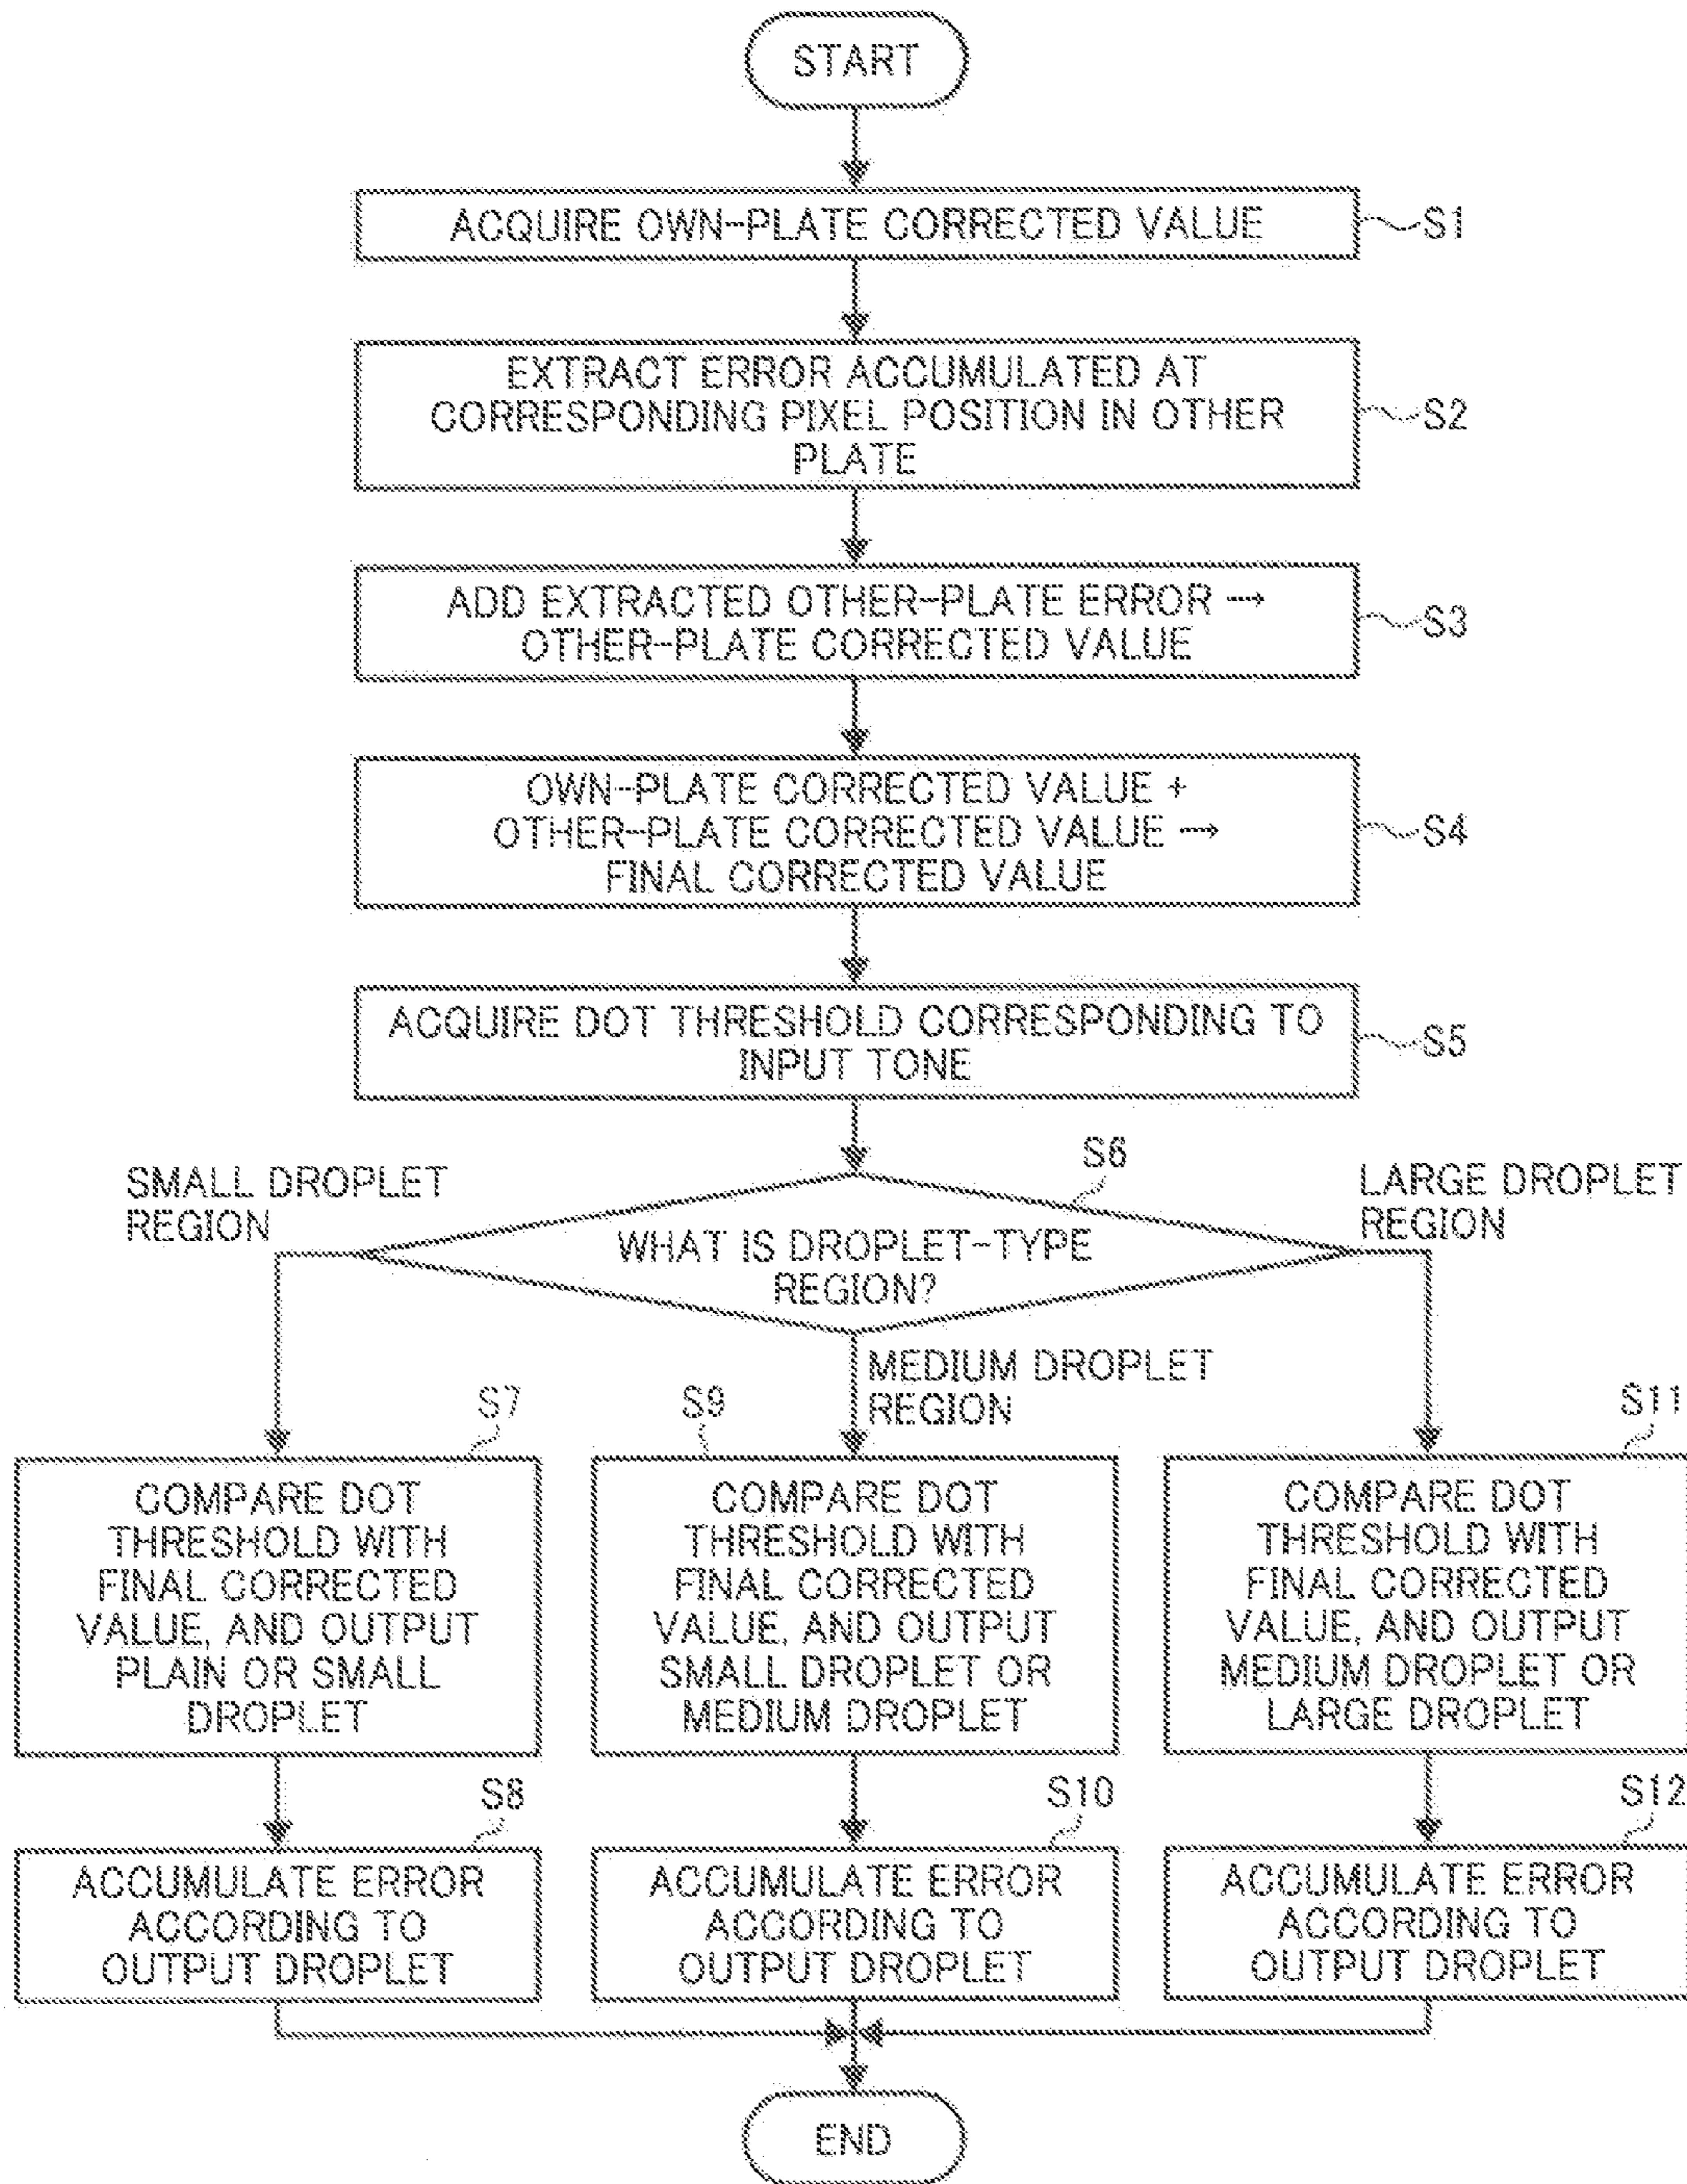 START
ACQUIRE OWN-PLATE CORRECTED VALUE
S1
EXTRACT ERROR ACCUMULATED AT
CORRESPONDING PIXEL POSITION IN OTHER
PLATE
S2
ADD EXTRACTED OTHER-PLATE ERROR →
OTHER-PLATE CORRECTED VALUE
S3
OWN-PLATE CORRECTED VALUE +
OTHER-PLATE CORRECTED VALUE →
FINAL CORRECTED VALUE
S4
ACQUIRE DOT THRESHOLD CORRESPONDING TO
INPUT TONE
S5
S6
WHAT IS DROPLET-TYPE
REGION?
SMALL DROPLET
REGION
MEDIUM DROPLET
REGION
LARGE DROPLET
REGION
S7
COMPARE DOT
THRESHOLD WITH
FINAL CORRECTED
VALUE, AND OUTPUT
PLAIN OR SMALL
DROPLET
S8
ACCUMULATE ERROR
ACCORDING TO
OUTPUT DROPLET
S9
COMPARE DOT
THRESHOLD WITH
FINAL CORRECTED
VALUE, AND OUTPUT
SMALL DROPLET OR
MEDIUM DROPLET
S10
ACCUMULATE ERROR
ACCORDING TO
OUTPUT DROPLET
S11
COMPARE DOT
THRESHOLD WITH
FINAL CORRECTED
VALUE, AND OUTPUT
MEDIUM DROPLET OR
LARGE DROPLET
S12
ACCUMULATE ERROR
ACCORDING TO
OUTPUT DROPLET
END